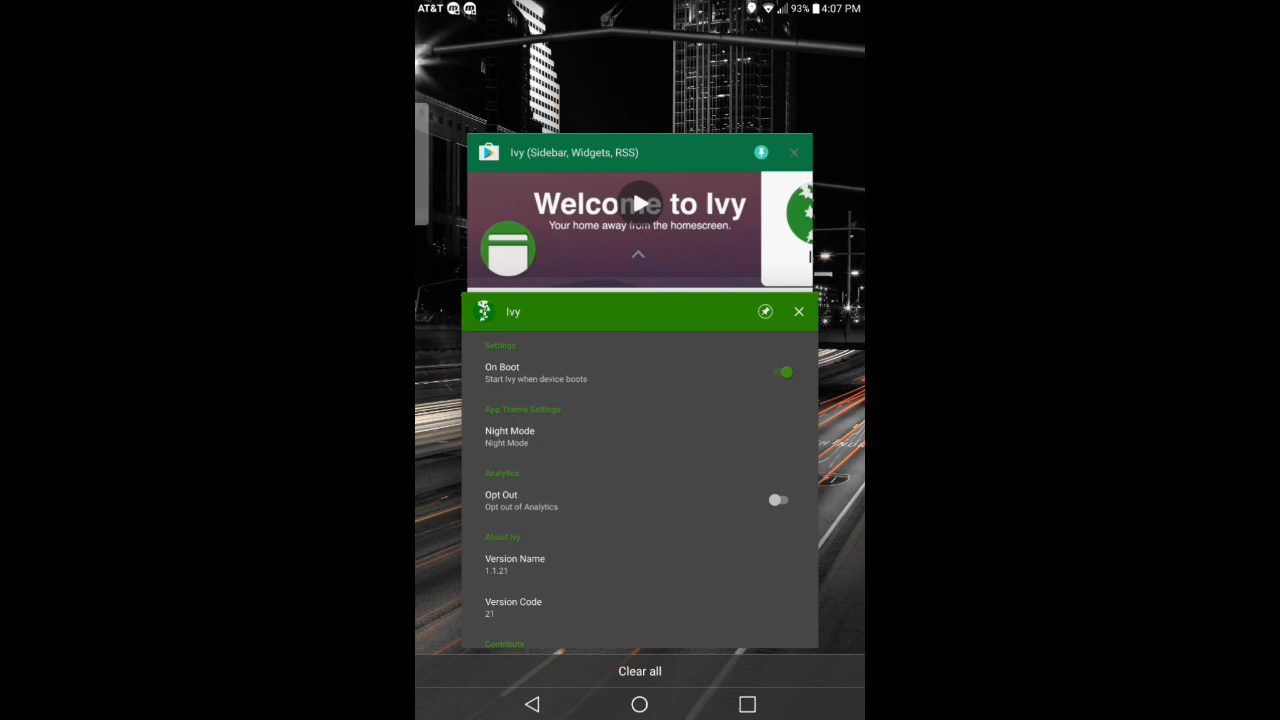 AT&T 93% 4:07 PM
Ivy (Sidebar, Widgets, RSS)
Welcome to Ivy
Your home away from the homescreen.
Ivy
Settings
On Boot
Start Ivy when device boots
App Theme Settings
Night Mode
Night Mode
Analytics
Opt Out
Opt out of Analytics
About Ivy
Version Name
1.1.21
Version Code
21
Contribute
Clear all